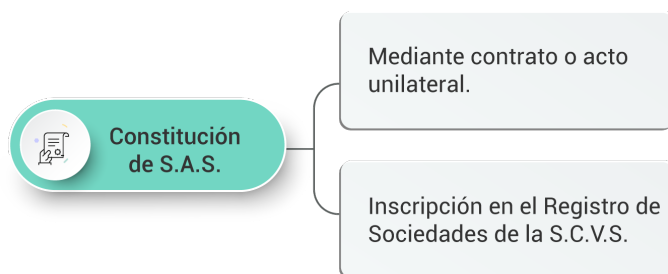 Constitución
de S.A.S.
Mediante contrato o acto
unilateral.
Inscripción en el Registro de
Sociedades de la S.C.V.S.